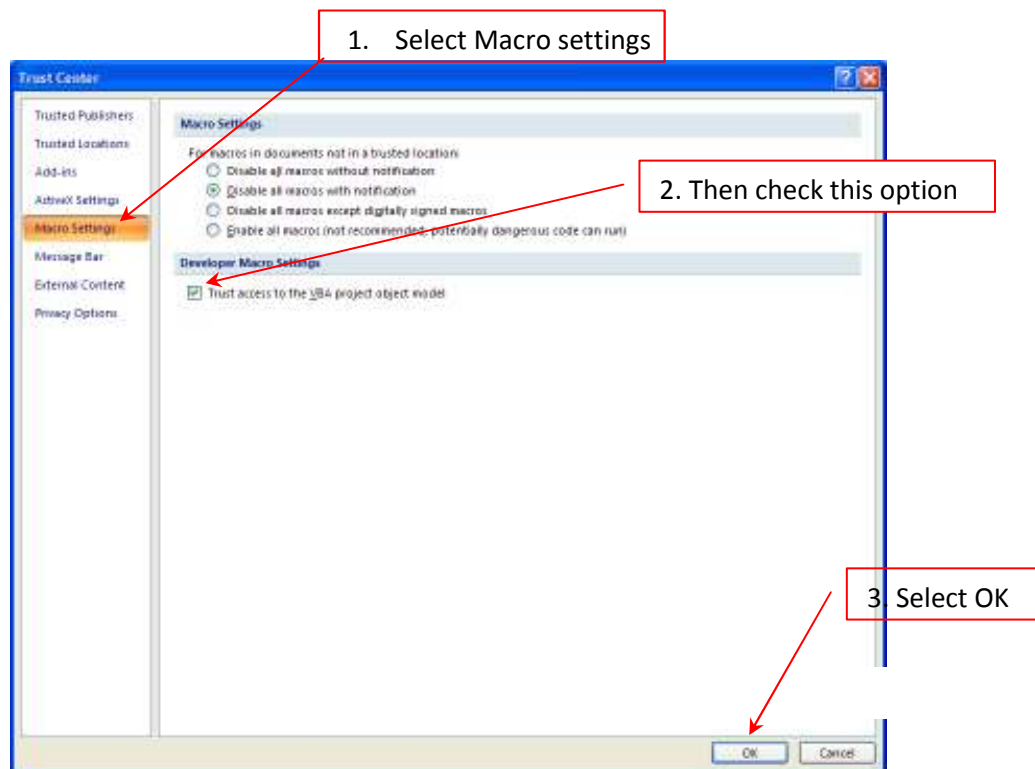 1. Select Macro settings
Trust Center
Trusted Publishers
Trusted Locations
Add-ins
ActiveX Settings
Macro Settings
Message Bar
External Content
Privacy Options
Macro Settings
For macros in documents not in a trusted location:
Disable all macros without notification
Disable all macros with notification
Disable all macros except digitally signed macros
Enable all macros (not recommended; potentially dangerous code can run)
2. Then check this option
Developer Macro Settings
Trust access to the VBA project object model
3. Select OK
OK
Cancel